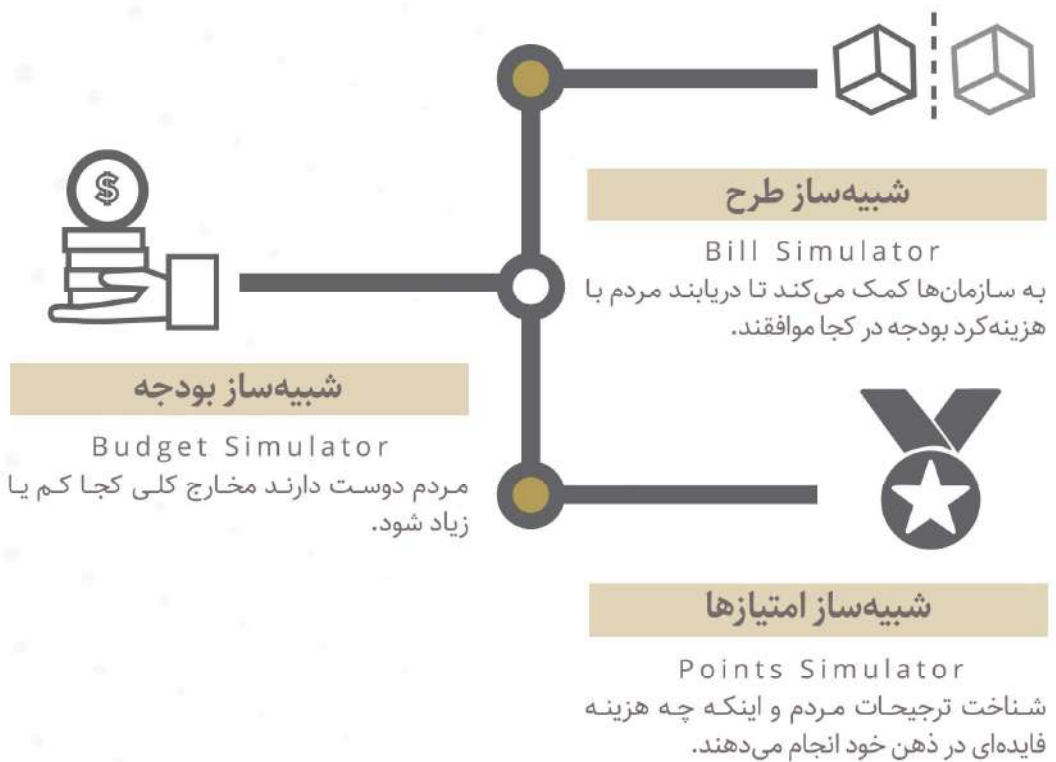 شبیه‌ساز طرح
Bill Simulator
به سازمان‌ها کمک می‌کند تا دریابند مردم با
هزینه‌کرد بودجه در کجا موافقند.
شبیه‌ساز بودجه
Budget Simulator
مردم دوست دارند مخارج کلی کجا کم یا
زیاد شود.
شبیه‌ساز امتیازها
Points Simulator
شناخت ترجیحات مردم و اینکه چه هزینه
فایده‌ای در ذهن خود انجام می‌دهند.